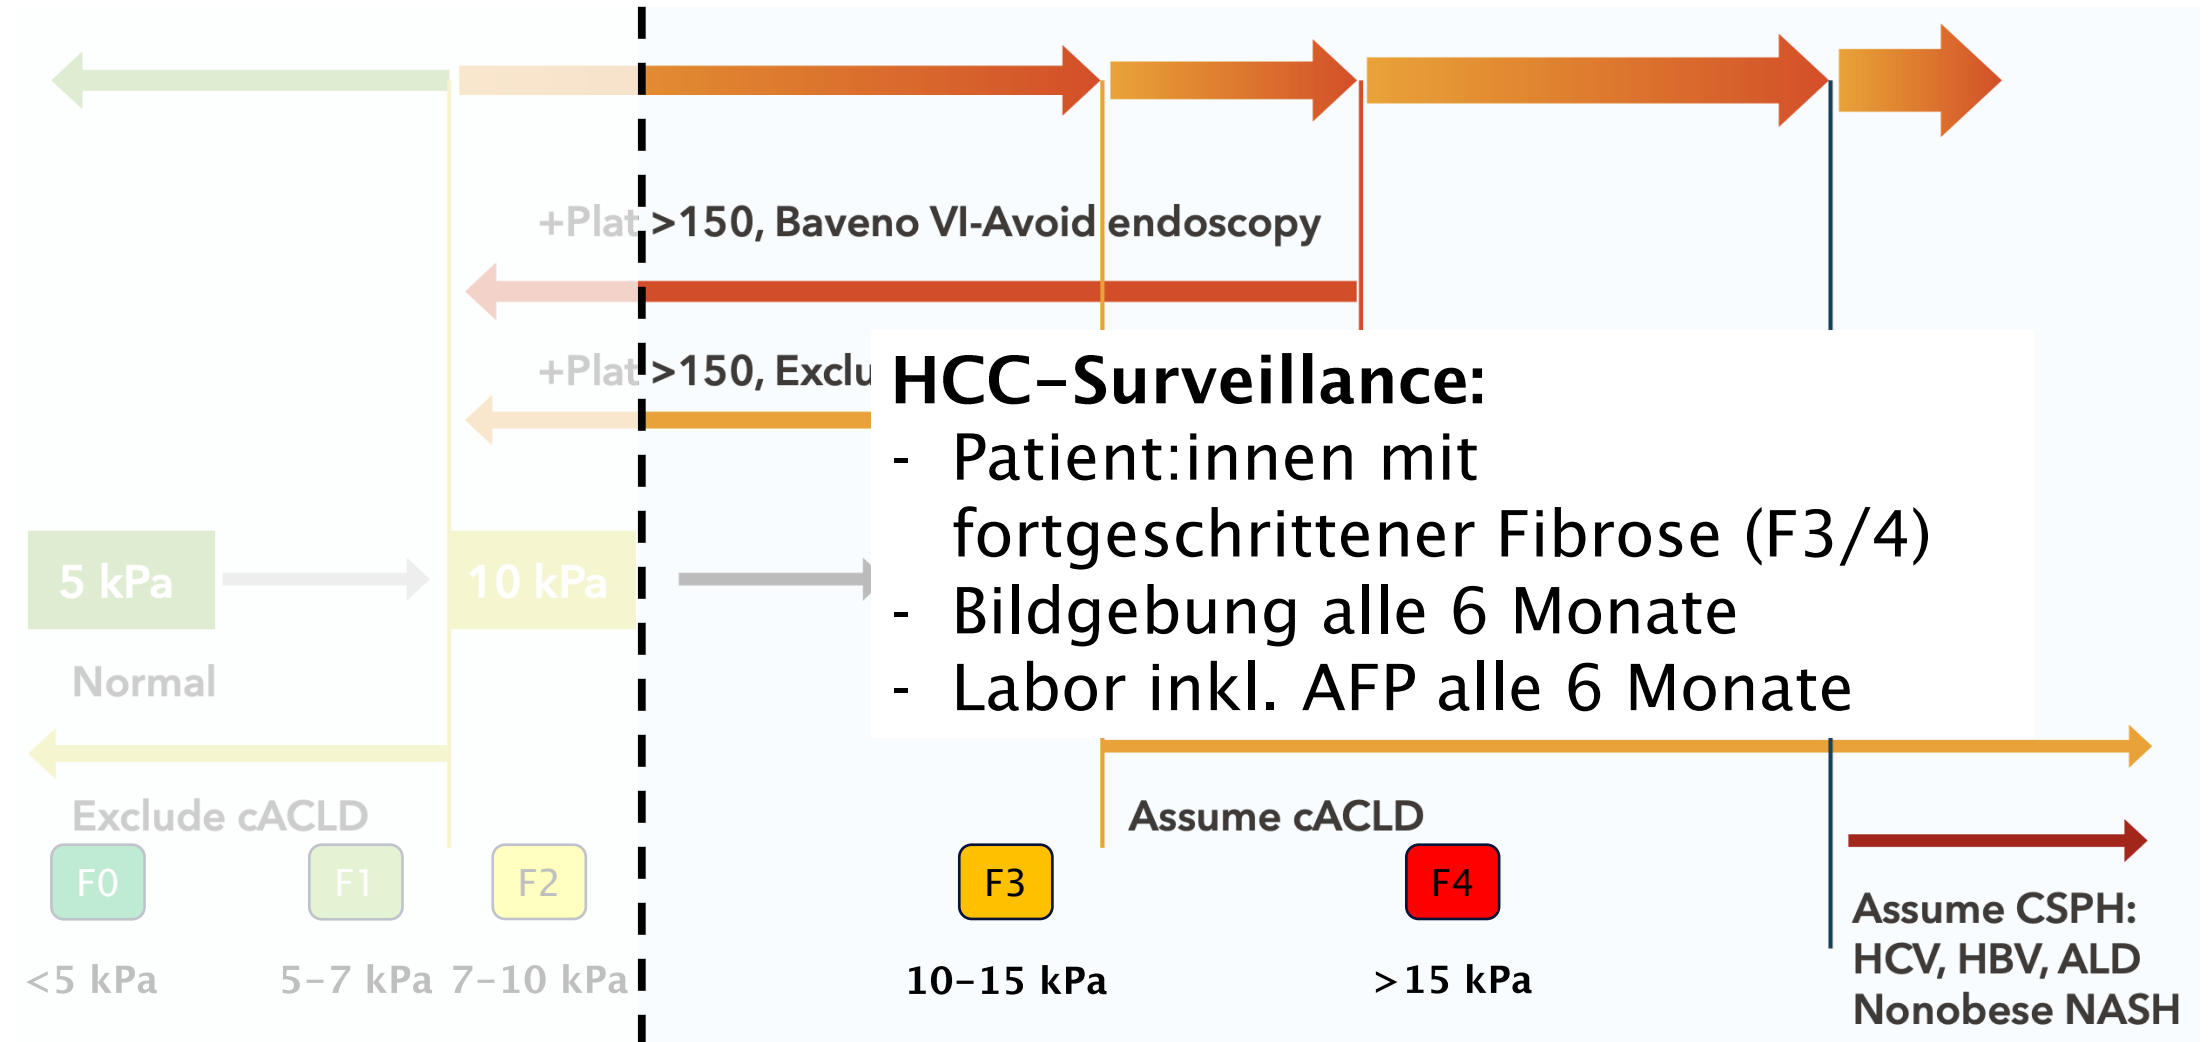 +Plat >150, Baveno VI-Avoid endoscopy
+Plat >150, Exclu
HCC-Surveillance:
- Patient:innen mit
fortgeschrittener Fibrose (F3/4)
- Bildgebung alle 6 Monate
- Labor inkl. AFP alle 6 Monate
5 kPa
10 kPa
Normal
Exclude cACLD
Assume cACLD
F0
F1
F2
F3
F4
Assume CSPH:
HCV, HBV, ALD
Nonobese NASH
<5 kPa
5-7 kPa
7-10 kPa
10-15 kPa
>15 kPa